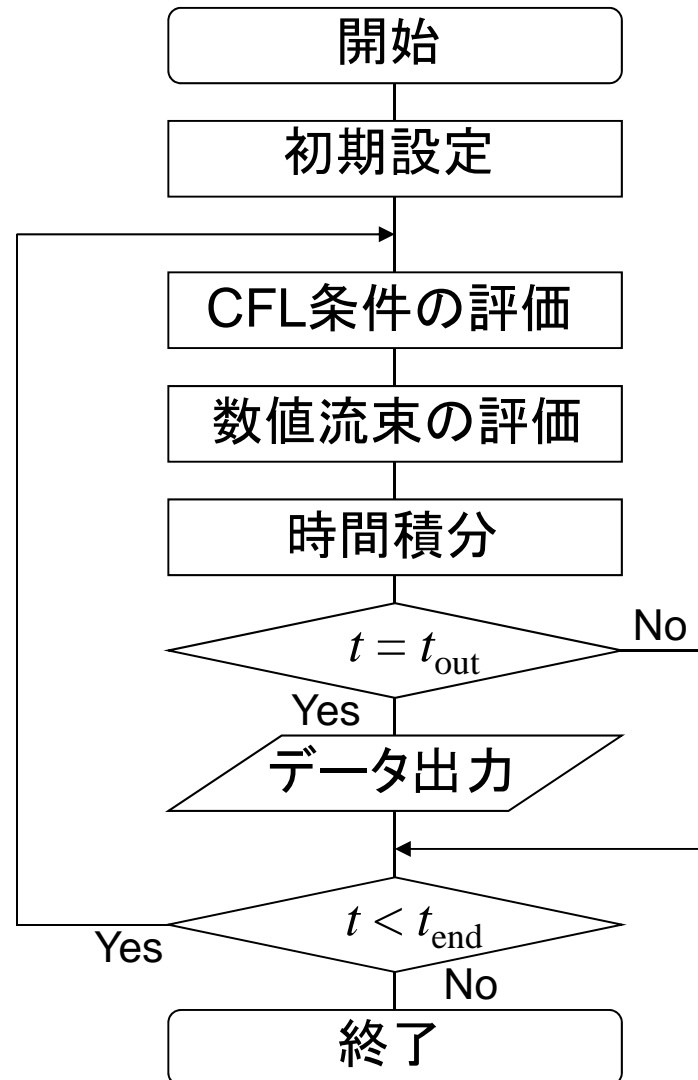 開始
初期設定
CFL条件の評価
数値流束の評価
時間積分
t = t_out
No
Yes
データ出力
t < t_end
Yes
No
終了